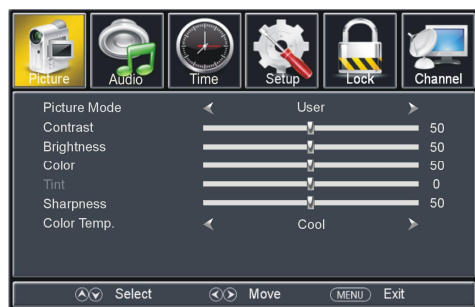 Picture Audio Time Setup Lock Channel
Picture Mode User
Contrast 50
Brightness 50
Color 50
Tint 0
Sharpness 50
Color Temp. Cool
Select Move MENU Exit